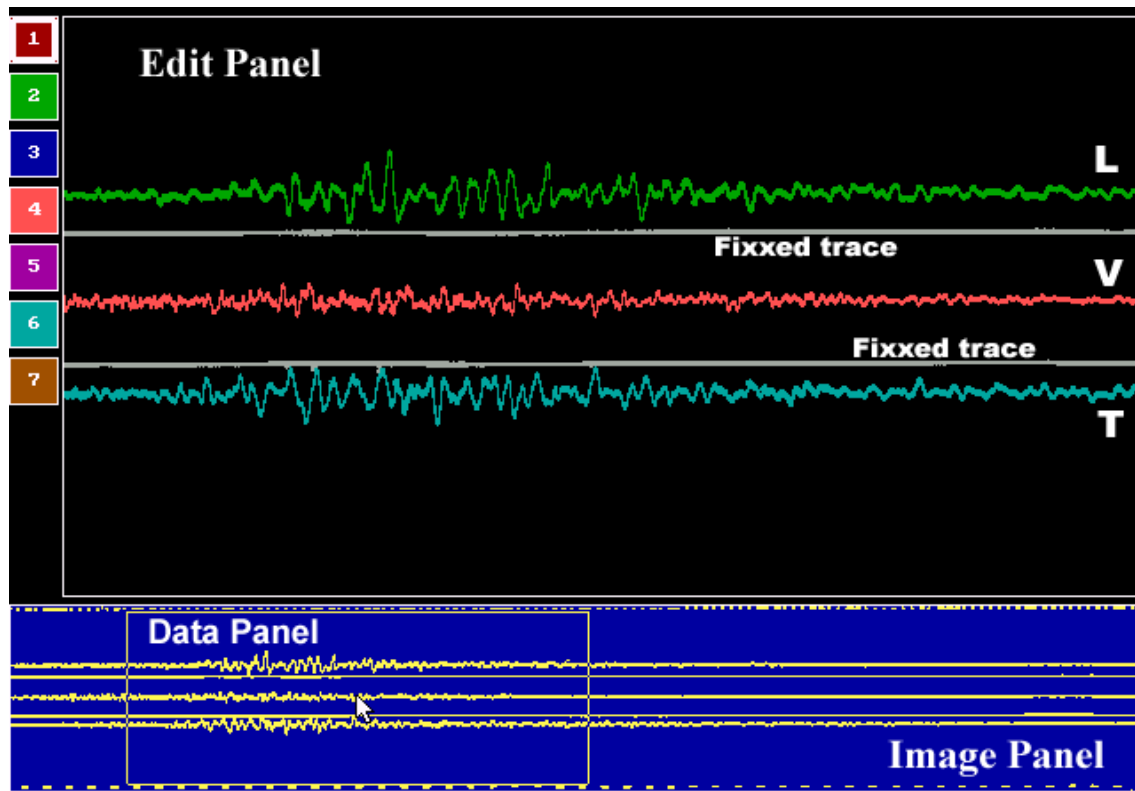 1
Edit Panel
2
3
L
4
Fixxed trace
5
V
6
Fixxed trace
7
T
Data Panel
Image Panel